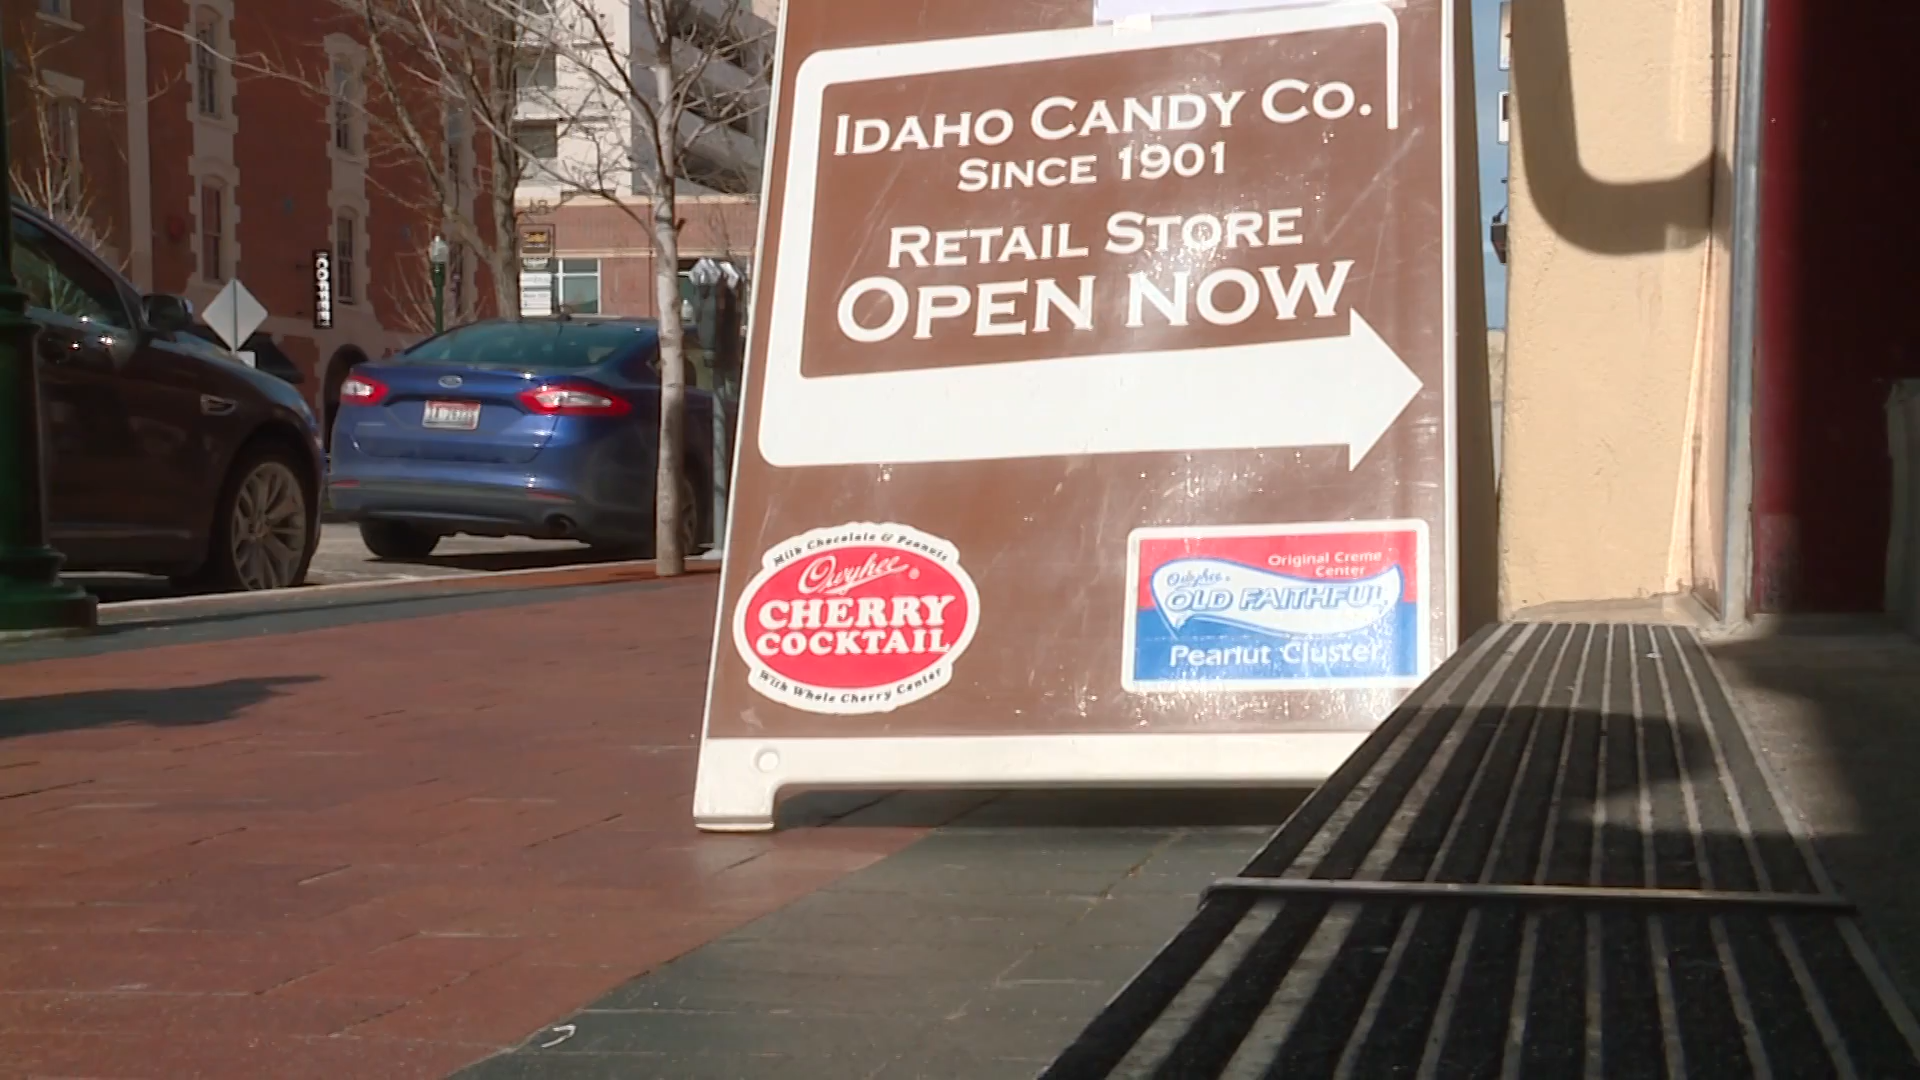 IDAHO CANDY CO.
SINCE 1901
RETAIL STORE
OPEN NOW
Milk Chocolate & Peanuts
Owyhee®
CHERRY
COCKTAIL
With Whole Cherry Center
Original Creme
Center
Owyhee®
OLD FAITHFUL
Peanut Cluster
COFFEE